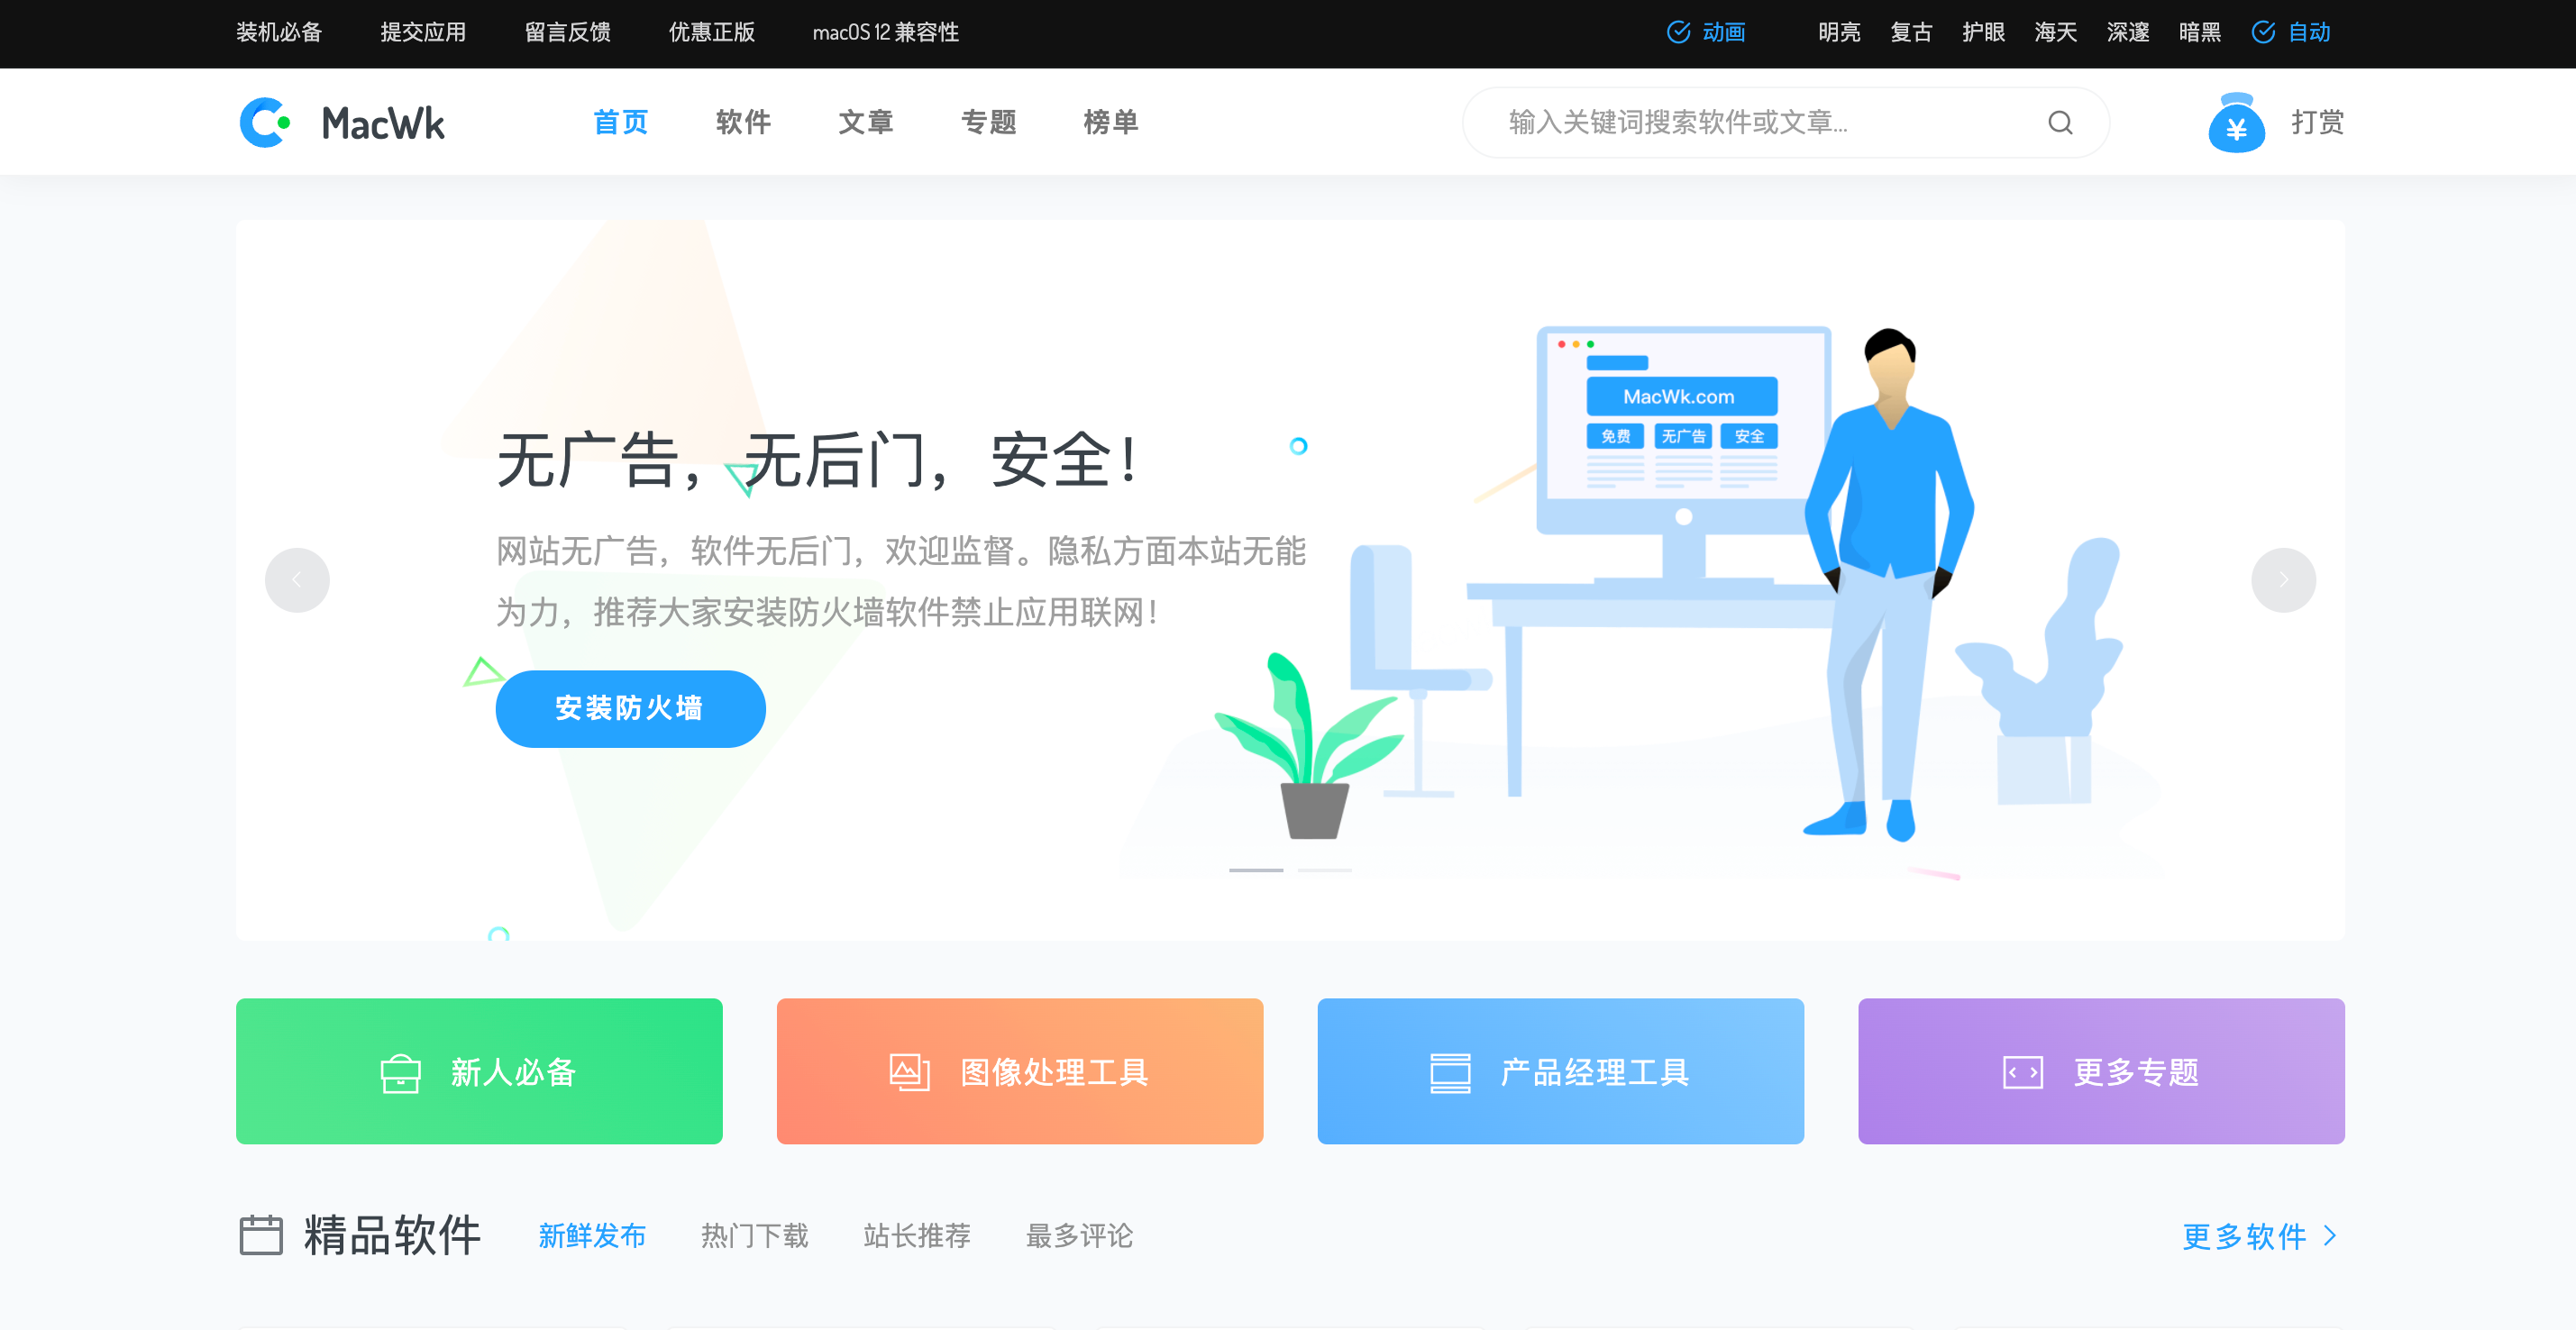 装机必备 提交应用 留言反馈 优惠正版 macOS 12 兼容性 动画 明亮 复古 护眼 海天 深邃 暗黑 自动
MacWk 首页 软件 文章 专题 榜单 输入关键词搜索软件或文章... ¥ 打赏
MacWk.com
免费 无广告 安全
无广告，无后门，安全！
网站无广告，软件无后门，欢迎监督。隐私方面本站无能
为力，推荐大家安装防火墙软件禁止应用联网！
安装防火墙
新人必备 图像处理工具 产品经理工具 更多专题
精品软件 新鲜发布 热门下载 站长推荐 最多评论 更多软件